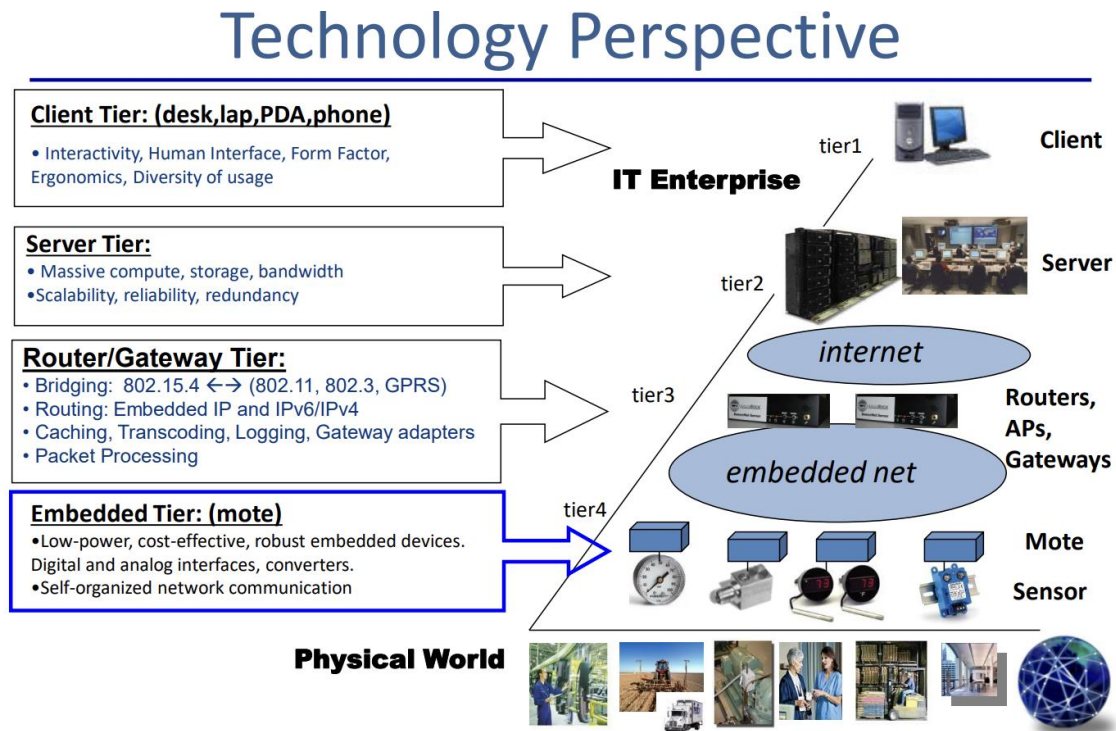 Technology Perspective
Client Tier: (desk,lap,PDA,phone)
• Interactivity, Human Interface, Form Factor,
Ergonomics, Diversity of usage
Server Tier:
• Massive compute, storage, bandwidth
•Scalability, reliability, redundancy
Router/Gateway Tier:
• Bridging: 802.15.4 ←→ (802.11, 802.3, GPRS)
• Routing: Embedded IP and IPv6/IPv4
• Caching, Transcoding, Logging, Gateway adapters
• Packet Processing
Embedded Tier: (mote)
•Low-power, cost-effective, robust embedded devices.
Digital and analog interfaces, converters.
•Self-organized network communication
tier1
Client
IT Enterprise
tier2
Server
internet
tier3
Routers,
APs,
Gateways
embedded net
tier4
Mote
73
73
Sensor
Physical World